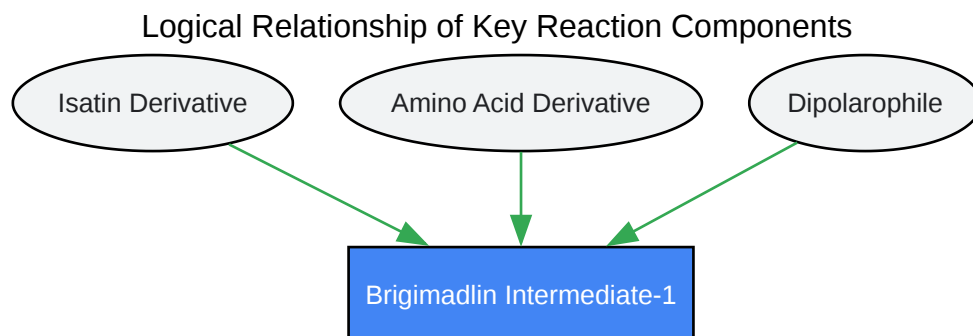 Logical Relationship of Key Reaction Components
Isatin Derivative
Amino Acid Derivative
Dipolarophile
Brigimadlin Intermediate-1